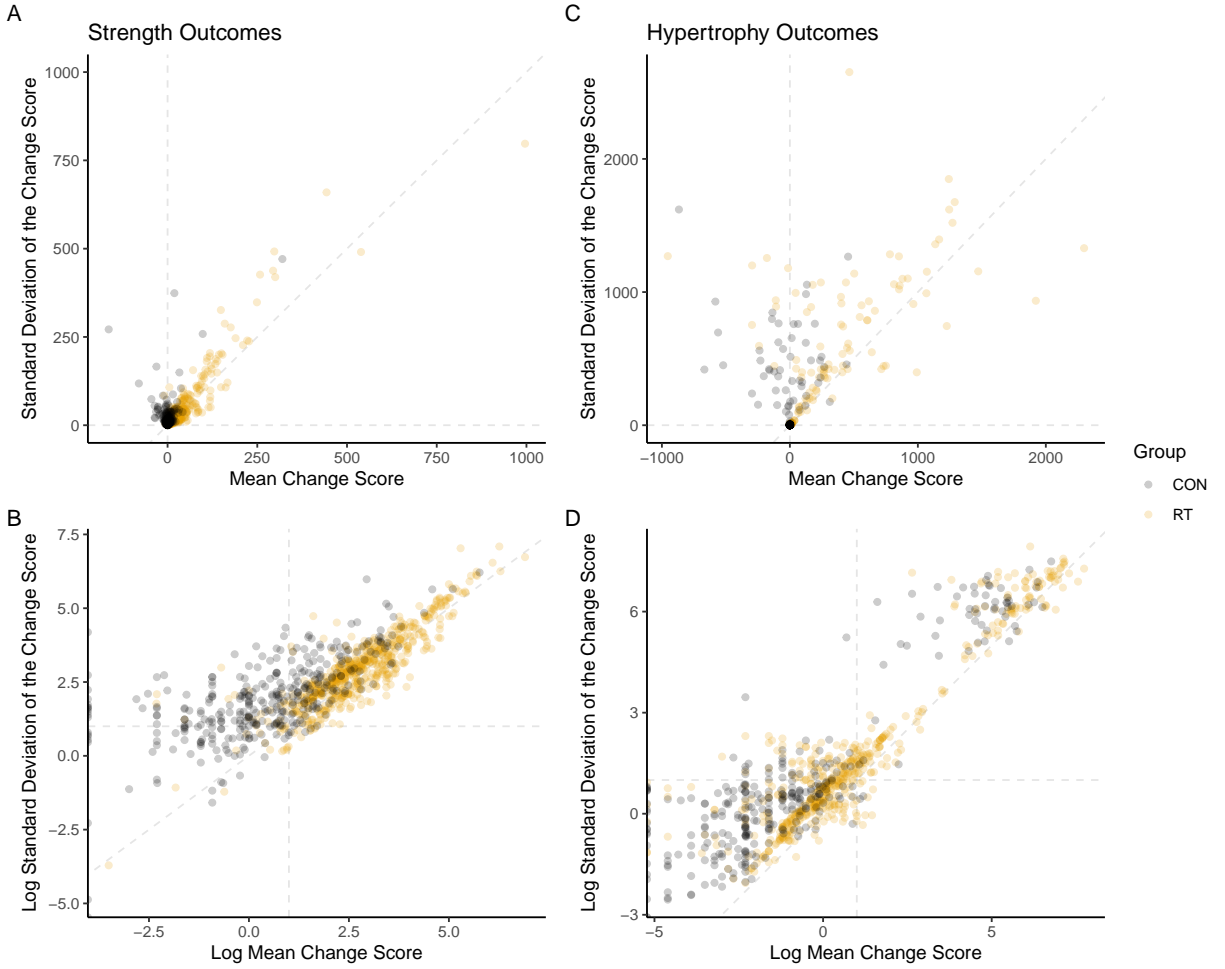 A
Strength Outcomes
Standard Deviation of the Change Score
1000
750
500
250
0
0
250
500
750
1000
Mean Change Score
C
Hypertrophy Outcomes
Standard Deviation of the Change Score
2000
1000
0
−1000
0
1000
2000
Mean Change Score
Group
CON
RT
B
Log Standard Deviation of the Change Score
7.5
5.0
2.5
0.0
−2.5
−5.0
−2.5
0.0
2.5
5.0
Log Mean Change Score
D
Log Standard Deviation of the Change Score
6
3
0
−3
−5
0
5
Log Mean Change Score